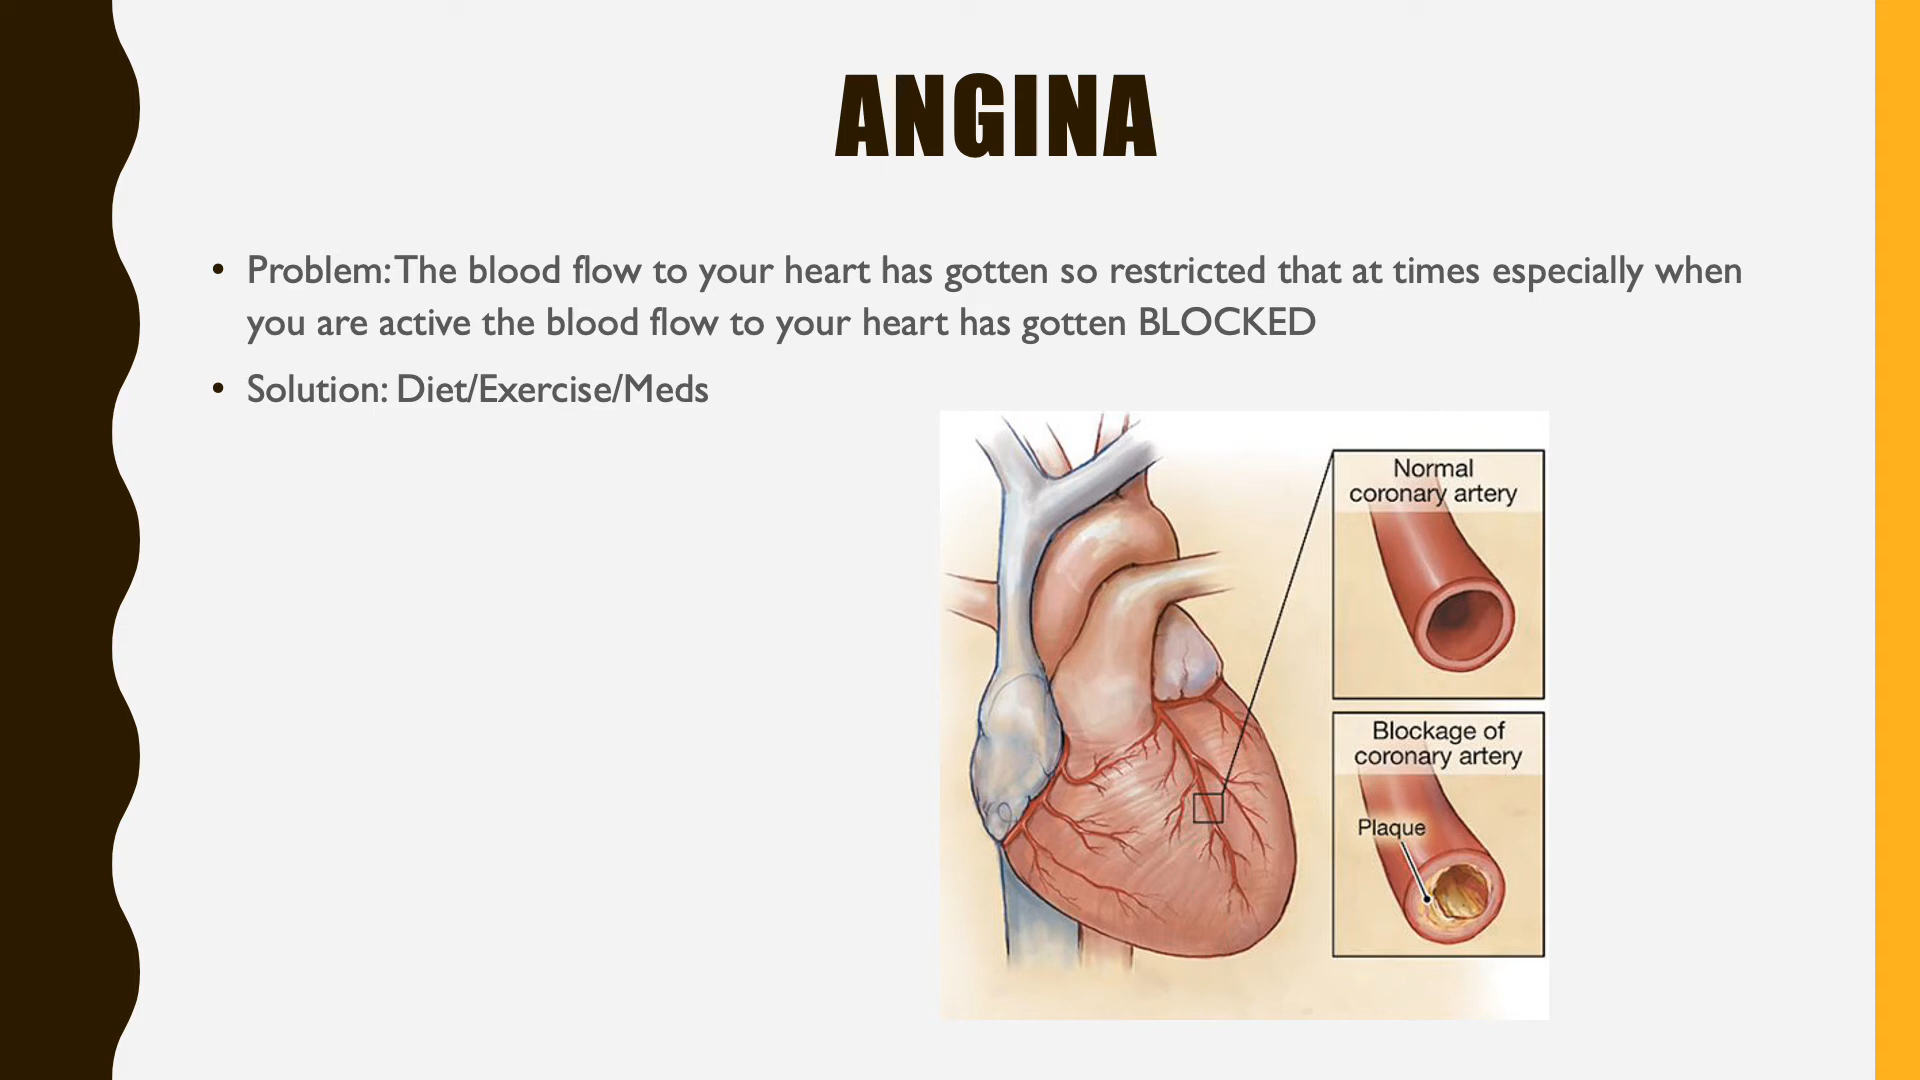 ANGINA
• Problem: The blood flow to your heart has gotten so restricted that at times especially when
you are active the blood flow to your heart has gotten BLOCKED
• Solution: Diet/Exercise/Meds
Normal
coronary artery
Blockage of
coronary artery
Plaque